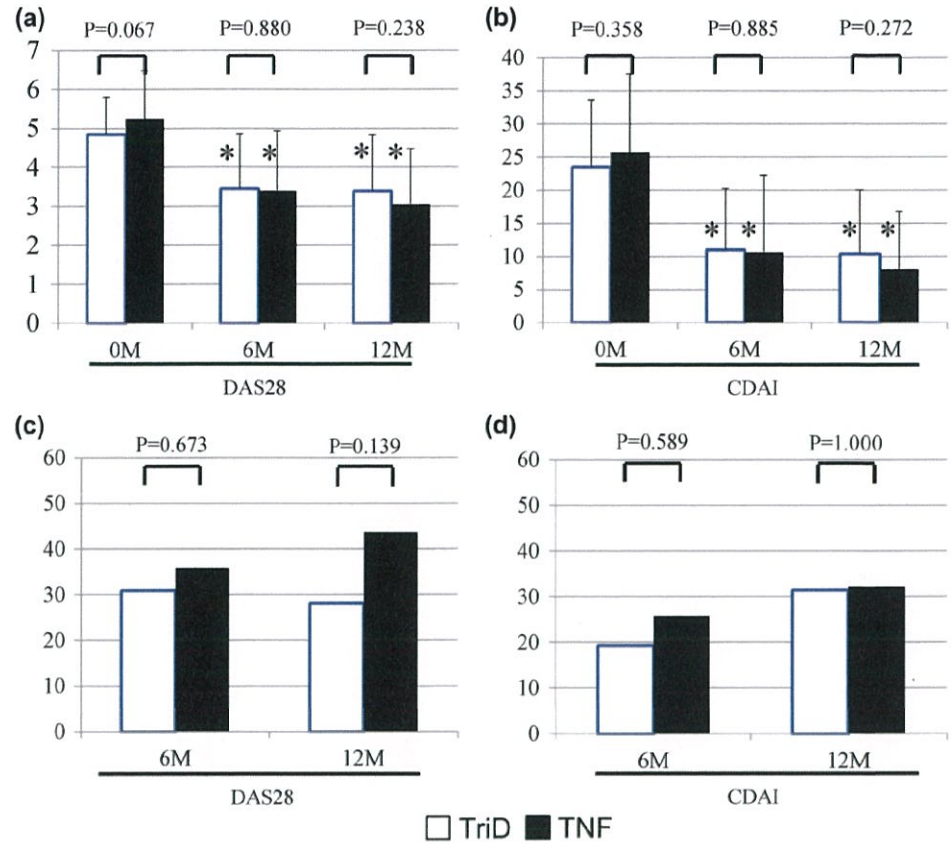 (a)
P=0.067 P=0.880 P=0.238
7
6
5
4
3
2
1
0
* * * *
0M 6M 12M
DAS28
(b)
P=0.358 P=0.885 P=0.272
40
35
30
25
20
15
10
5
0
* * * *
0M 6M 12M
CDAI
(c)
P=0.673 P=0.139
60
50
40
30
20
10
0
6M 12M
DAS28
(d)
P=0.589 P=1.000
60
50
40
30
20
10
0
6M 12M
CDAI
TriD TNF